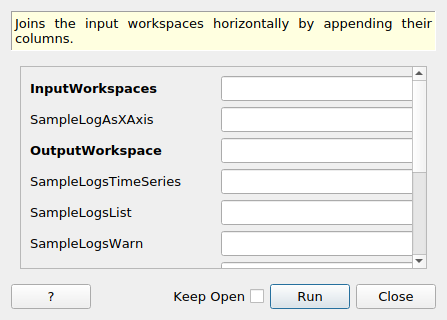 Joins the input workspaces horizontally by appending their
columns.
InputWorkspaces
SampleLogAsXAxis
OutputWorkspace
SampleLogsTimeSeries
SampleLogsList
SampleLogsWarn
?
Keep Open
Run
Close